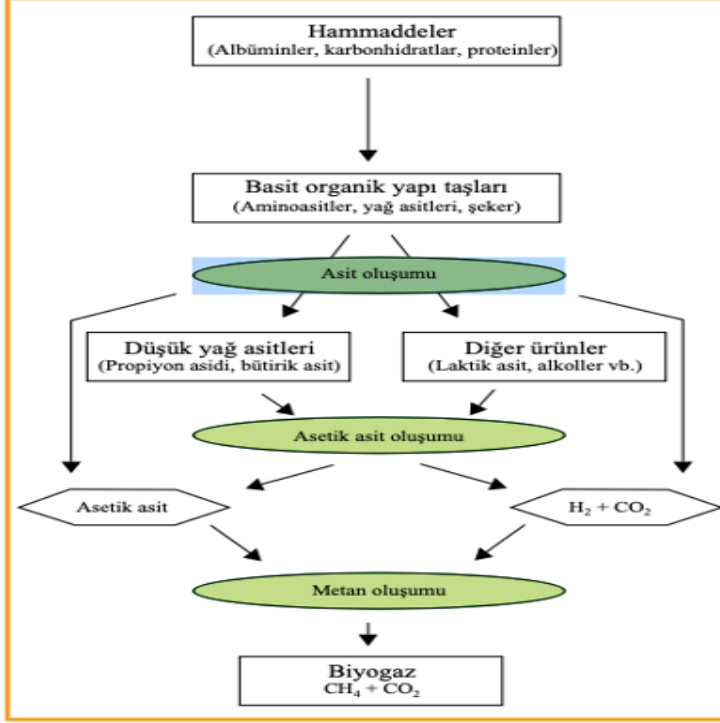 Hammaddeler
(Albüminler, karbonhidratlar, proteinler)
Basit organik yapı taşları
(Aminoasitler, yağ asitleri, şeker)
Asit oluşumu
Düşük yağ asitleri
(Propiyon asidi, bütirik asit)
Diğer ürünler
(Laktik asit, alkoller vb.)
Asetik asit oluşumu
Asetik asit
H₂ + CO₂
Metan oluşumu
Biyogaz
CH₄ + CO₂